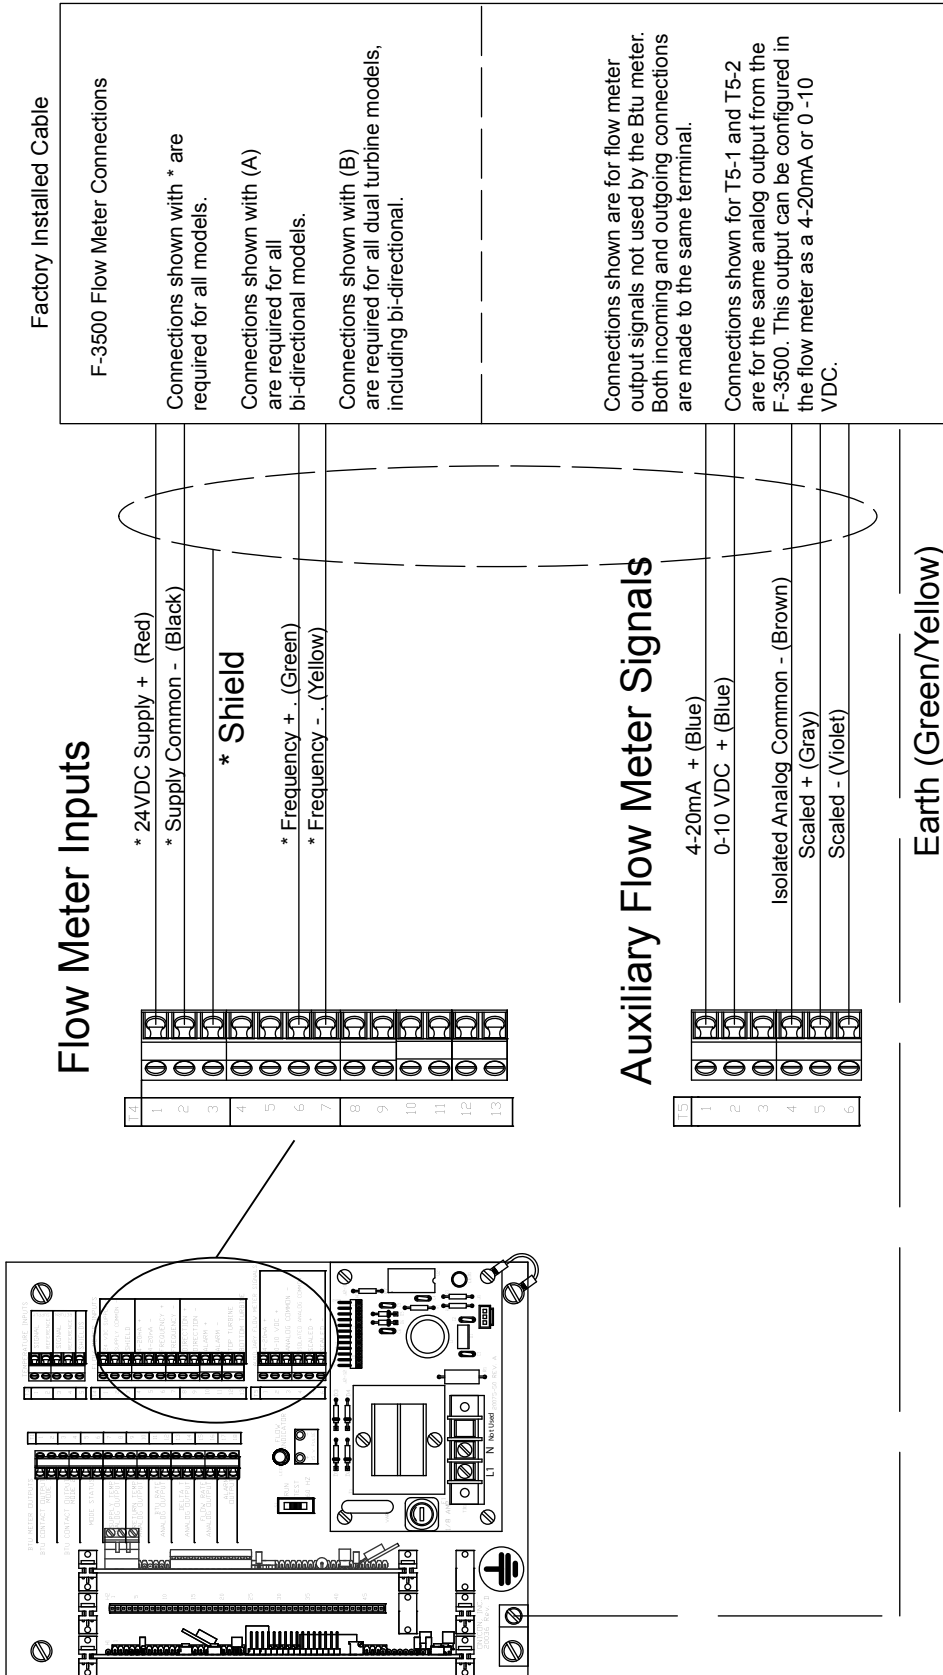 Factory Installed Cable
F-3500 Flow Meter Connections
Connections shown with * are
required for all models.
Connections shown with (A)
are required for all
bi-directional models.
Connections shown with (B)
are required for all dual turbine models,
including bi-directional.
Connections shown are for flow meter
output signals not used by the Btu meter.
Both incoming and outgoing connections
are made to the same terminal.
Connections shown for T5-1 and T5-2
are for the same analog output from the
F-3500. This output can be configured in
the flow meter as a 4-20mA or 0 -10
VDC.
Flow Meter Inputs
* 24VDC Supply + (Red)
* Supply Common - (Black)
* Shield
* Frequency + . (Green)
* Frequency - . (Yellow)
T4
1
2
3
4
5
6
7
8
9
10
11
12
13
Auxiliary Flow Meter Signals
4-20mA + (Blue)
0-10 VDC + (Blue)
Isolated Analog Common - (Brown)
Scaled + (Gray)
Scaled - (Violet)
T5
1
2
3
4
5
6
Earth (Green/Yellow)
L1 N Not Used